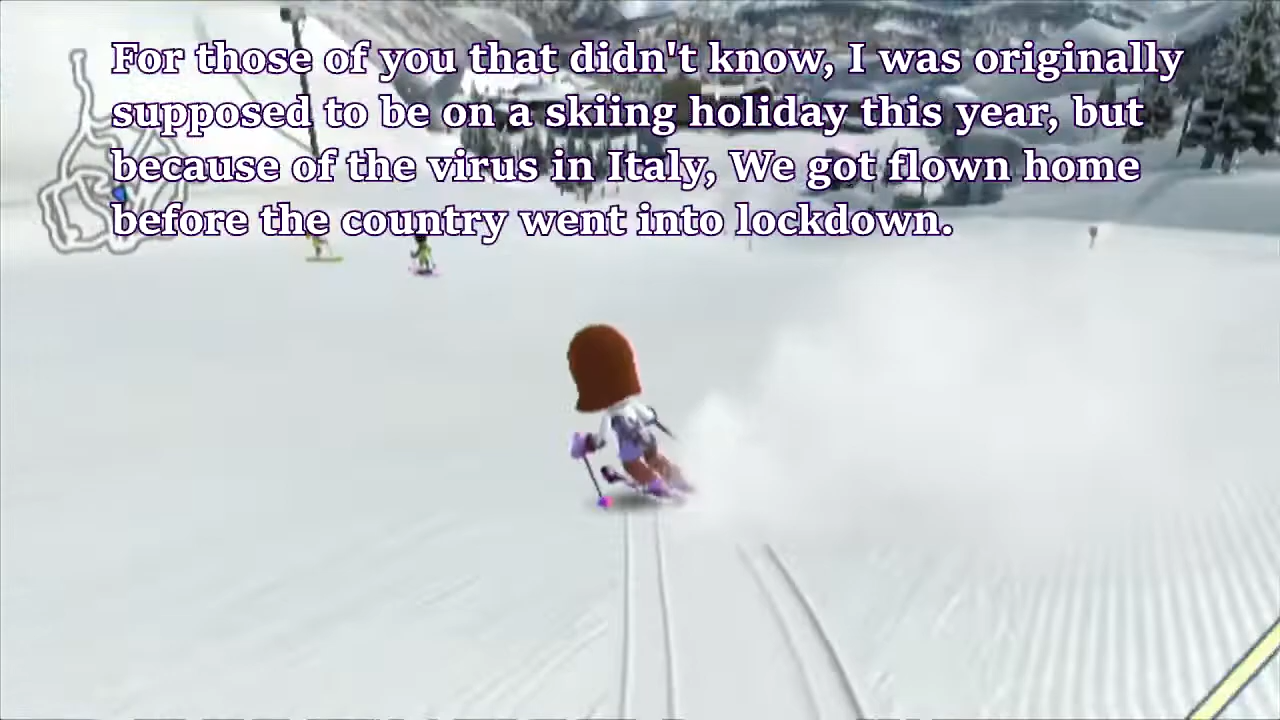 For those of you that didn't know, I was originally
supposed to be on a skiing holiday this year, but
because of the virus in Italy, We got flown home
before the country went into lockdown.